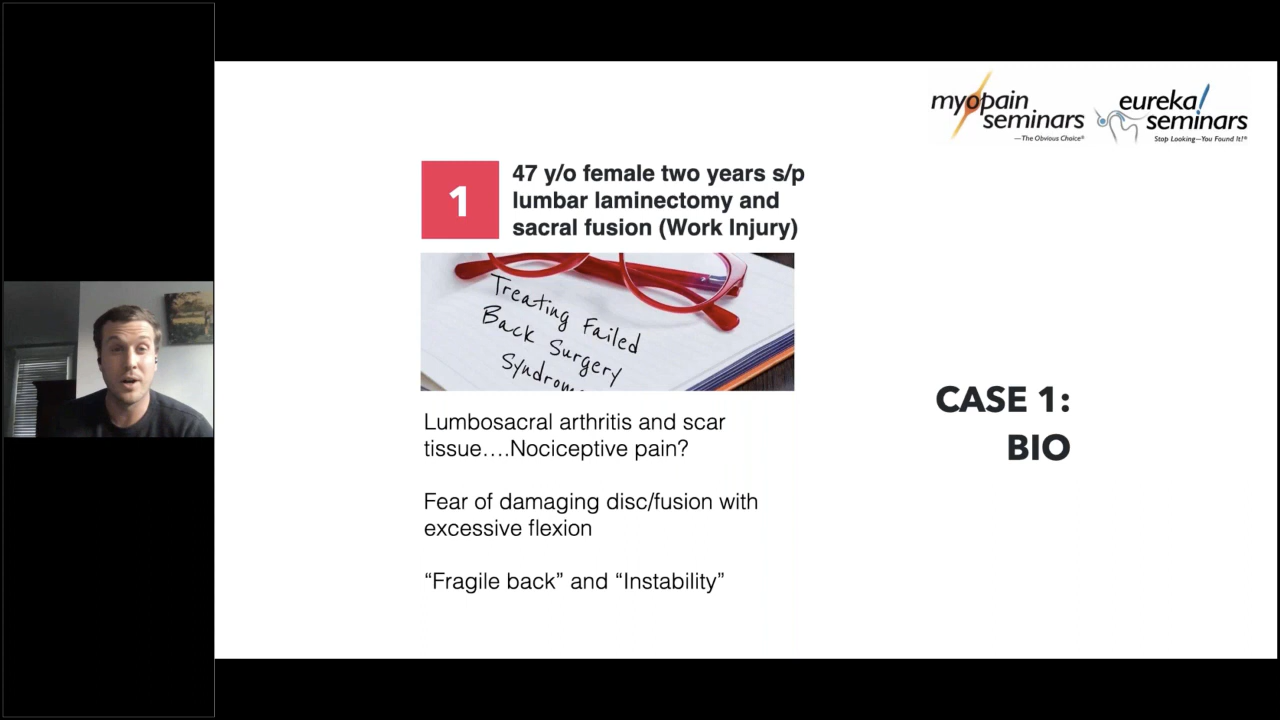 myopain
seminars
—The Obvious Choice®
eureka!
seminars
Stop Looking—You Found It!®
1
47 y/o female two years s/p
lumbar laminectomy and
sacral fusion (Work Injury)
Treating Failed
Back Surgery
Syndrome
Lumbosacral arthritis and scar
tissue….Nociceptive pain?
Fear of damaging disc/fusion with
excessive flexion
“Fragile back” and “Instability”
CASE 1:
BIO